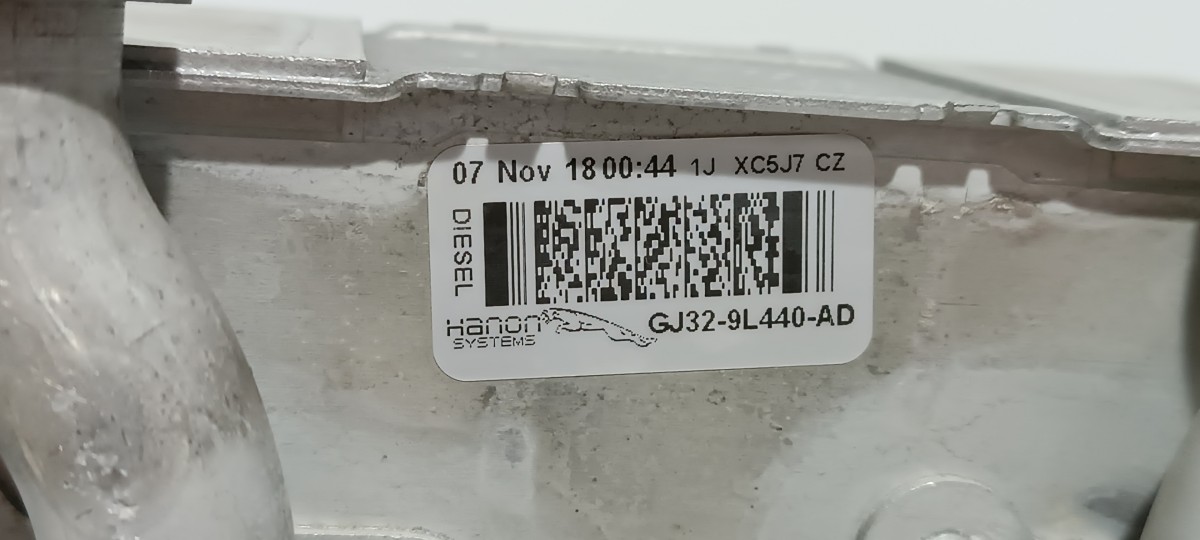 07 Nov 18 00:44 1J XC5J7 CZ
DIESEL
Hanon
SYSTEMS
GJ32-9L440-AD